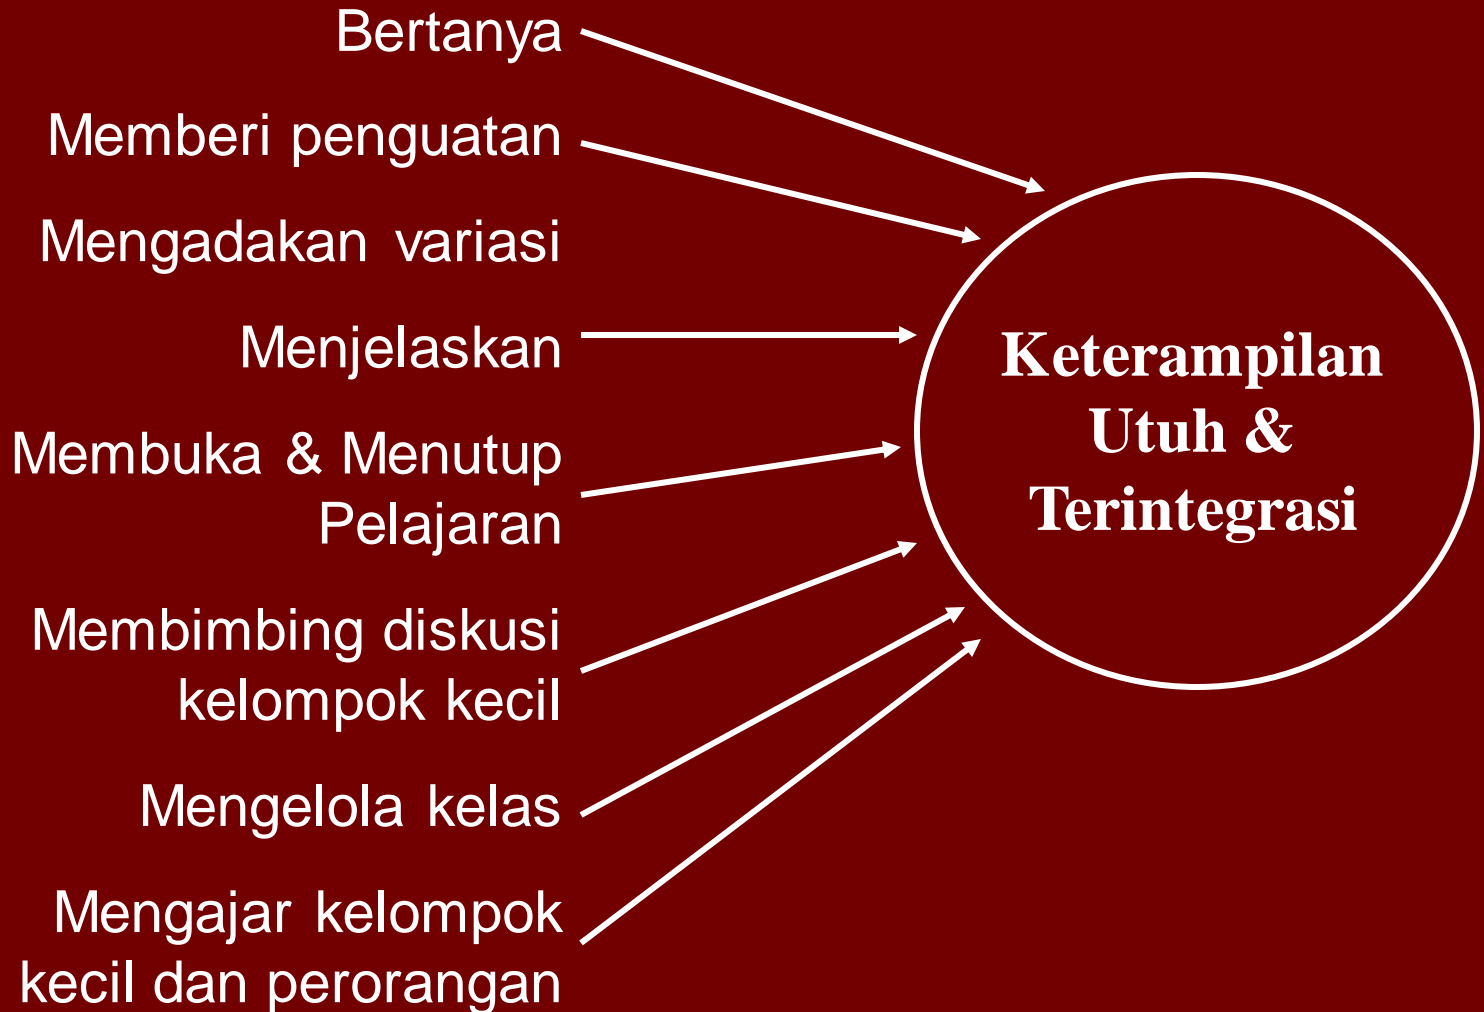 Bertanya
Memberi penguatan
Mengadakan variasi
Menjelaskan
Membuka & Menutup
Pelajaran
Membimbing diskusi
kelompok kecil
Mengelola kelas
Mengajar kelompok
kecil dan perorangan
Keterampilan
Utuh &
Terintegrasi